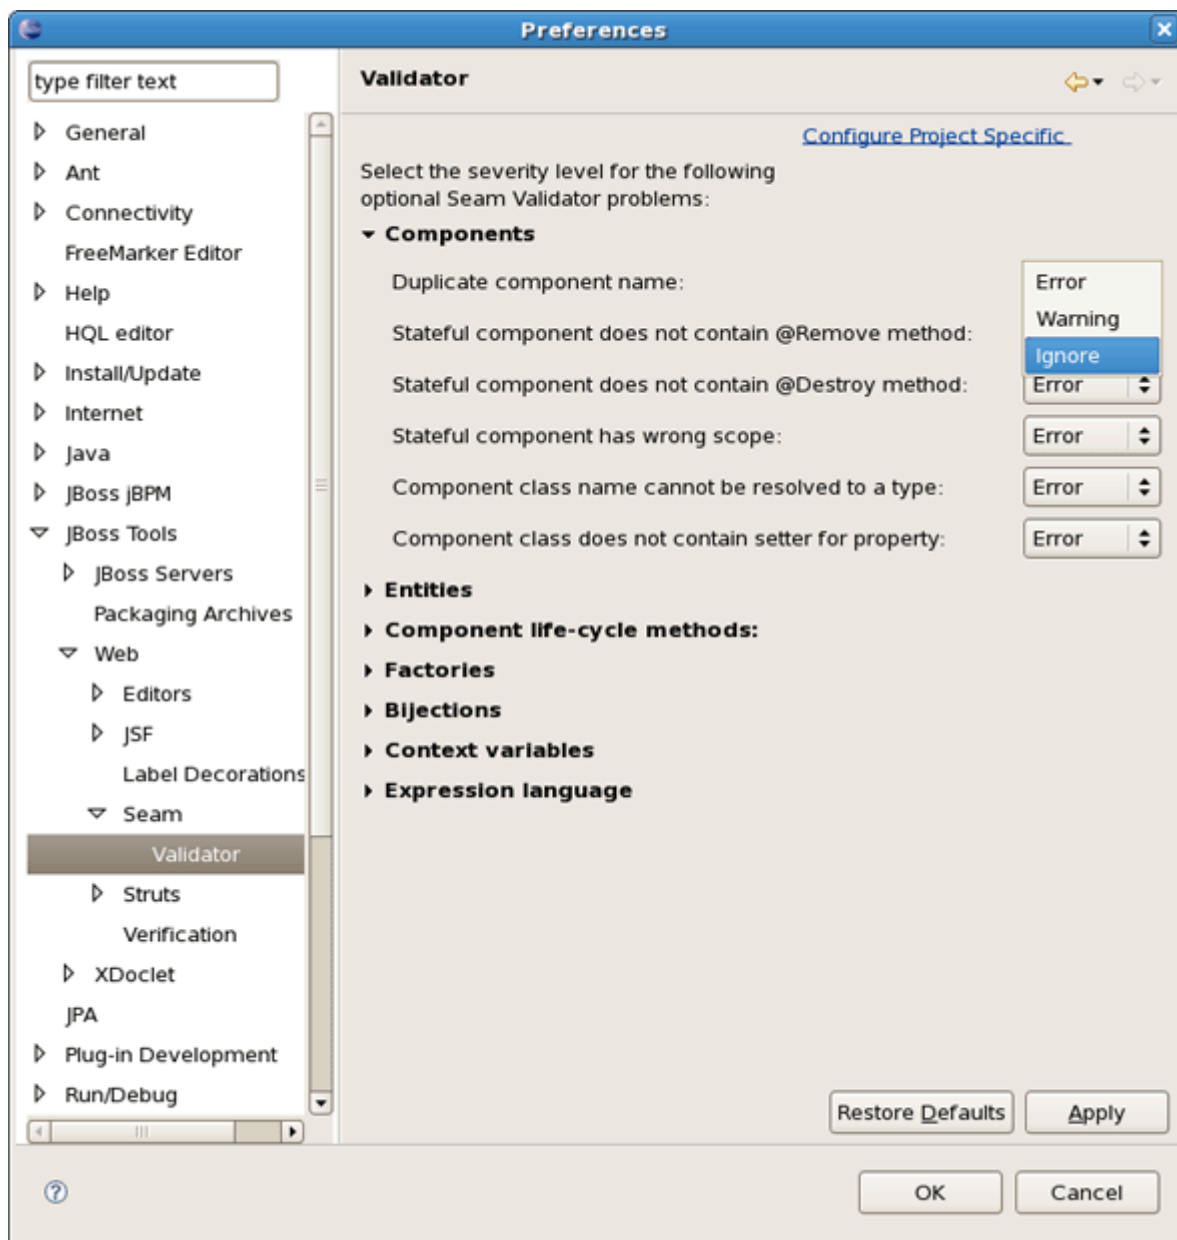 Preferences
type filter text
General
Ant
Connectivity
FreeMarker Editor
Help
HQL editor
Install/Update
Internet
Java
JBoss jBPM
JBoss Tools
JBoss Servers
Packaging Archives
Web
Editors
JSF
Label Decorations
Seam
Validator
Struts
Verification
XDoclet
JPA
Plug-in Development
Run/Debug
Validator
Configure Project Specific
Select the severity level for the following
optional Seam Validator problems:
Components
Duplicate component name:
Error
Warning
Ignore
Stateful component does not contain @Remove method:
Stateful component does not contain @Destroy method: Error
Stateful component has wrong scope: Error
Component class name cannot be resolved to a type: Error
Component class does not contain setter for property: Error
Entities
Component life-cycle methods:
Factories
Bijections
Context variables
Expression language
Restore Defaults Apply
? OK Cancel